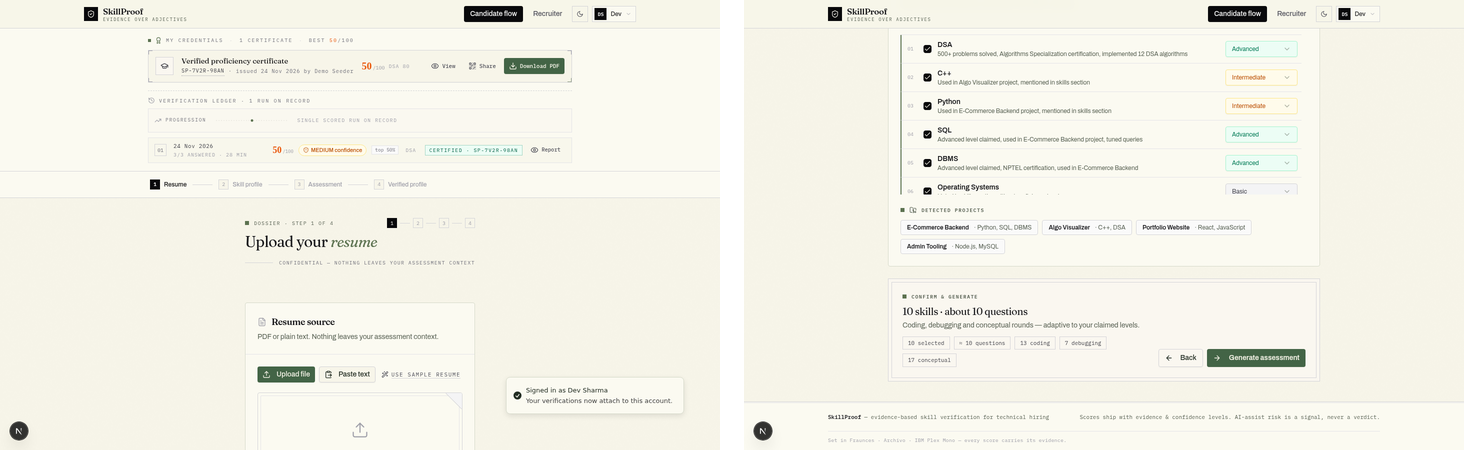 SkillProof
EVIDENCE OVER ADJECTIVES
Candidate flow
Recruiter
DS Dev
MY CREDENTIALS · 1 CERTIFICATE · BEST 50/100
Verified proficiency certificate
SP-7V2R-98AN · issued 24 Nov 2026 by Demo Seeder
50 /100 DSA 80
View
Share
Download PDF
VERIFICATION LEDGER · 1 RUN ON RECORD
PROGRESSION
SINGLE SCORED RUN ON RECORD
01
24 Nov 2026
3/3 ANSWERED · 20 MIN
50 /100
MEDIUM confidence
top 50%
DSA
CERTIFIED · SP-7V2R-98AN
Report
1 Resume
2 Skill profile
3 Assessment
4 Verified profile
DOSSIER · STEP 1 OF 4
1 2 3 4
Upload your resume
CONFIDENTIAL — NOTHING LEAVES YOUR ASSESSMENT CONTEXT
Resume source
PDF or plain text. Nothing leaves your assessment context.
Upload file
Paste text
USE SAMPLE RESUME
Signed in as Dev Sharma
Your verifications now attach to this account.
N
SkillProof
EVIDENCE OVER ADJECTIVES
Candidate flow
Recruiter
DS Dev
01 DSA Advanced
500+ problems solved, Algorithms Specialization certification, implemented 12 DSA algorithms
02 C++ Intermediate
Used in Algo Visualizer project, mentioned in skills section
03 Python Intermediate
Used in E-Commerce Backend project, mentioned in skills section
04 SQL Advanced
Advanced level claimed, used in E-Commerce Backend project, tuned queries
05 DBMS Advanced
Advanced level claimed, NPTEL certification, used in E-Commerce Backend
06 Operating Systems Basic
DETECTED PROJECTS
E-Commerce Backend · Python, SQL, DBMS
Algo Visualizer · C++, DSA
Portfolio Website · React, JavaScript
Admin Tooling · Node.js, MySQL
CONFIRM & GENERATE
10 skills · about 10 questions
Coding, debugging and conceptual rounds — adaptive to your claimed levels.
10 selected
≈ 10 questions
13 coding
7 debugging
17 conceptual
Back
Generate assessment
SkillProof — evidence-based skill verification for technical hiring
Scores ship with evidence & confidence levels. AI-assist risk is a signal, never a verdict.
Set in Fraunces · Archivo · IBM Plex Mono — every score carries its evidence.
N